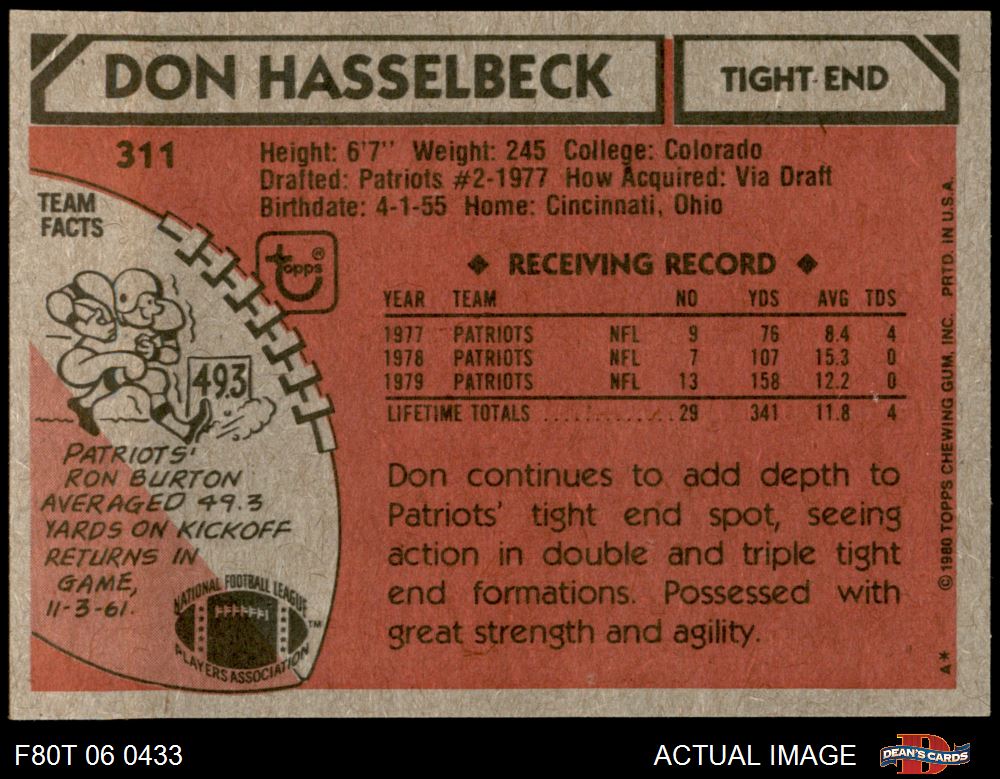 DON HASSELBECK
TIGHT-END
311
Height: 6'7" Weight: 245 College: Colorado
Drafted: Patriots #2-1977 How Acquired: Via Draft
Birthdate: 4-1-55 Home: Cincinnati, Ohio
TEAM
FACTS
topps ®
49.3
PATRIOTS'
RON BURTON
AVERAGED 49.3
YARDS ON KICKOFF
RETURNS IN
GAME,
11-3-61.
NATIONAL FOOTBALL LEAGUE
PLAYERS ASSOCIATION ™
◆ RECEIVING RECORD ◆
YEAR TEAM NO YDS AVG TDS
1977 PATRIOTS NFL 9 76 8.4 4
1978 PATRIOTS NFL 7 107 15.3 0
1979 PATRIOTS NFL 13 158 12.2 0
LIFETIME TOTALS ............ 29 341 11.8 4
Don continues to add depth to
Patriots' tight end spot, seeing
action in double and triple tight
end formations. Possessed with
great strength and agility.
A* © 1980 TOPPS CHEWING GUM, INC. PRTD. IN U.S.A.
F80T 06 0433
ACTUAL IMAGE
DEAN'S CARDS